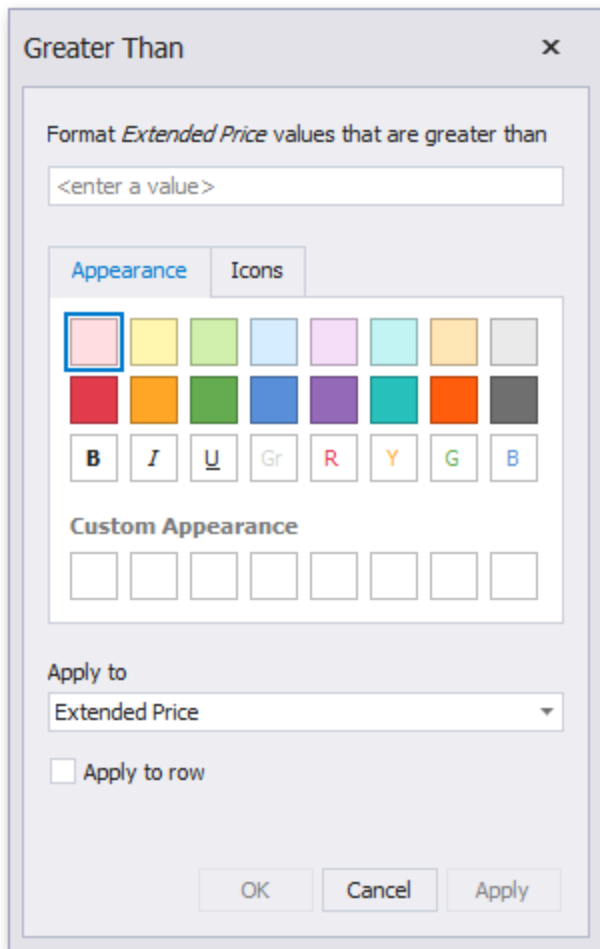 Greater Than
Format Extended Price values that are greater than
<enter a value>
Appearance Icons
B I U Gr R Y G B
Custom Appearance
Apply to
Extended Price
Apply to row
OK Cancel Apply